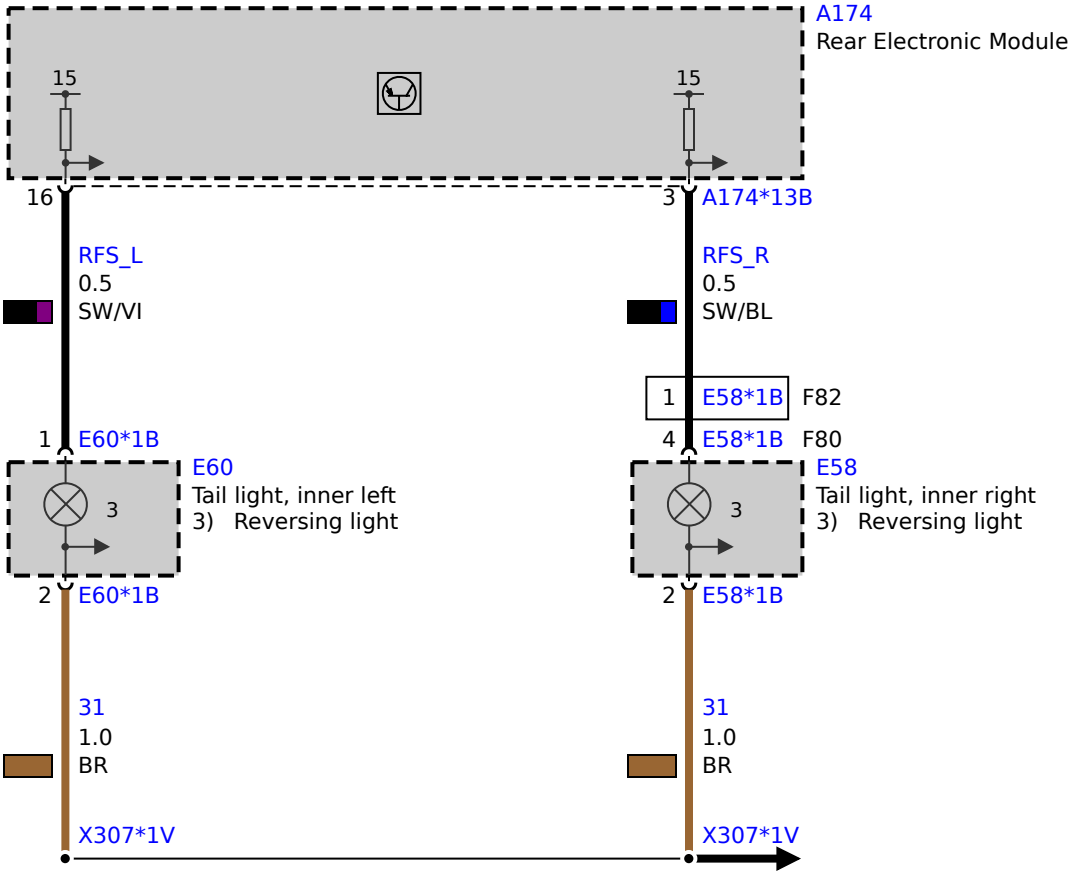 A174
Rear Electronic Module
15
15
16
3 A174*13B
RFS_L
0.5
SW/VI
RFS_R
0.5
SW/BL
1 E58*1B F82
1 E60*1B
4 E58*1B F80
E60
Tail light, inner left
3) Reversing light
3
E58
Tail light, inner right
3) Reversing light
3
2 E60*1B
2 E58*1B
31
1.0
BR
31
1.0
BR
X307*1V
X307*1V